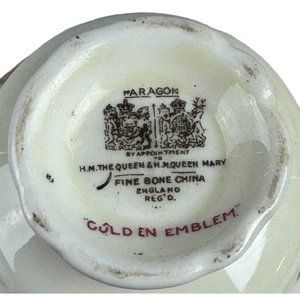 PARAGON
BY APPOINTMENT
TO
H.M. THE QUEEN & H.M. QUEEN MARY
FINE BONE CHINA
ENGLAND
REG'D.
"GOLDEN EMBLEM"